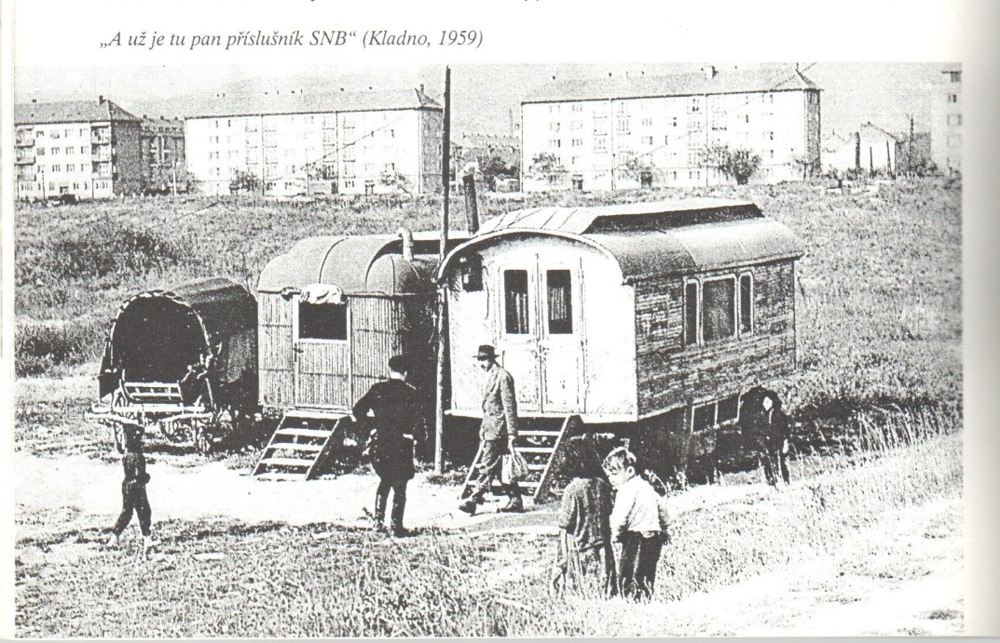 „A už je tu pan příslušník SNB“ (Kladno, 1959)